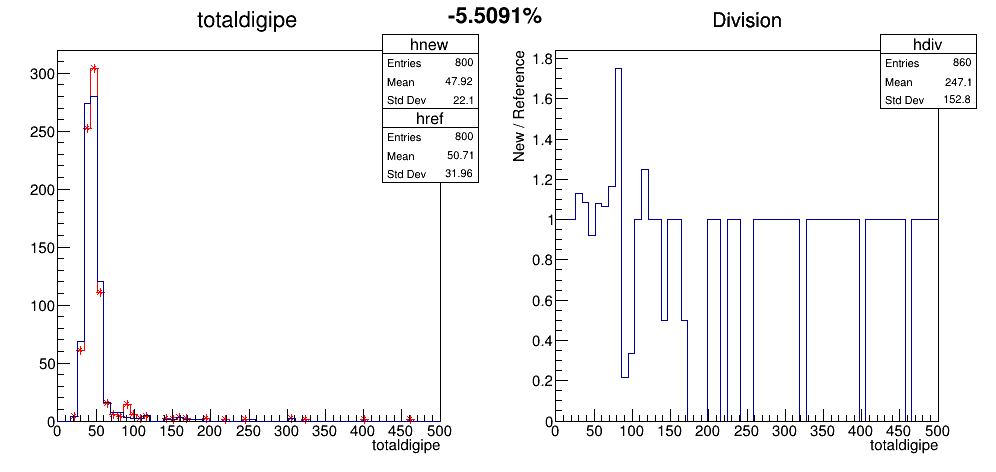 -5.5091%
totaldigipe
hnew
Entries 800
Mean 47.92
Std Dev 22.1
href
Entries 800
Mean 50.71
Std Dev 31.96
300
250
200
150
100
50
0
0 50 100 150 200 250 300 350 400 450 500
totaldigipe
Division
hdiv
Entries 860
Mean 247.1
Std Dev 152.8
New / Reference
1.8
1.6
1.4
1.2
1
0.8
0.6
0.4
0.2
0
0 50 100 150 200 250 300 350 400 450 500
totaldigipe